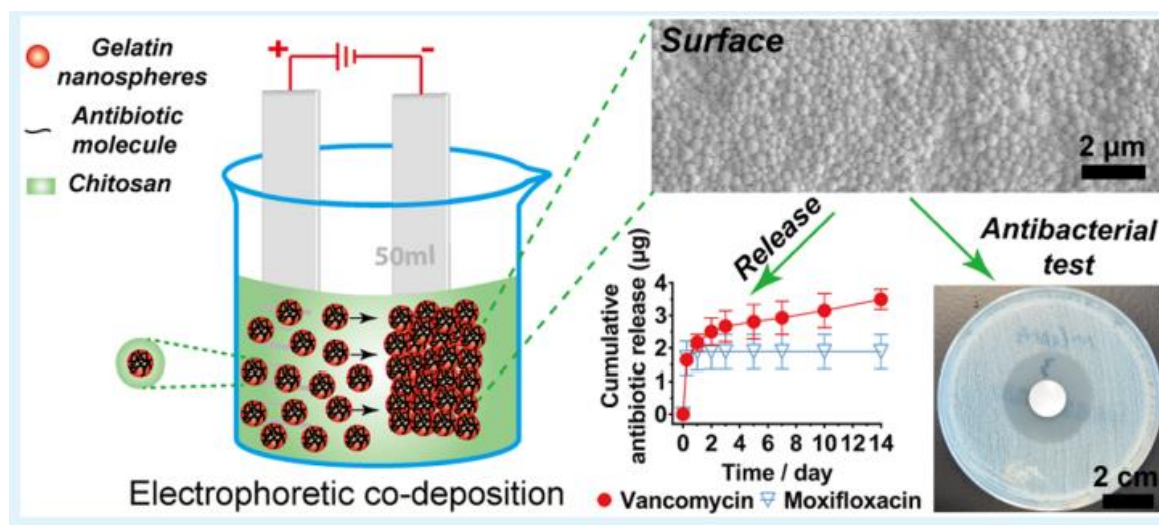 Gelatin
nanospheres
Antibiotic
molecule
Chitosan
+
-
50ml
Electrophoretic co-deposition
Surface
2 µm
Release
Antibacterial
test
Cumulative
antibiotic release (µg)
4
3
2
1
0
0 2 4 6 8 10 12 14
Time / day
Vancomycin Moxifloxacin
2 cm